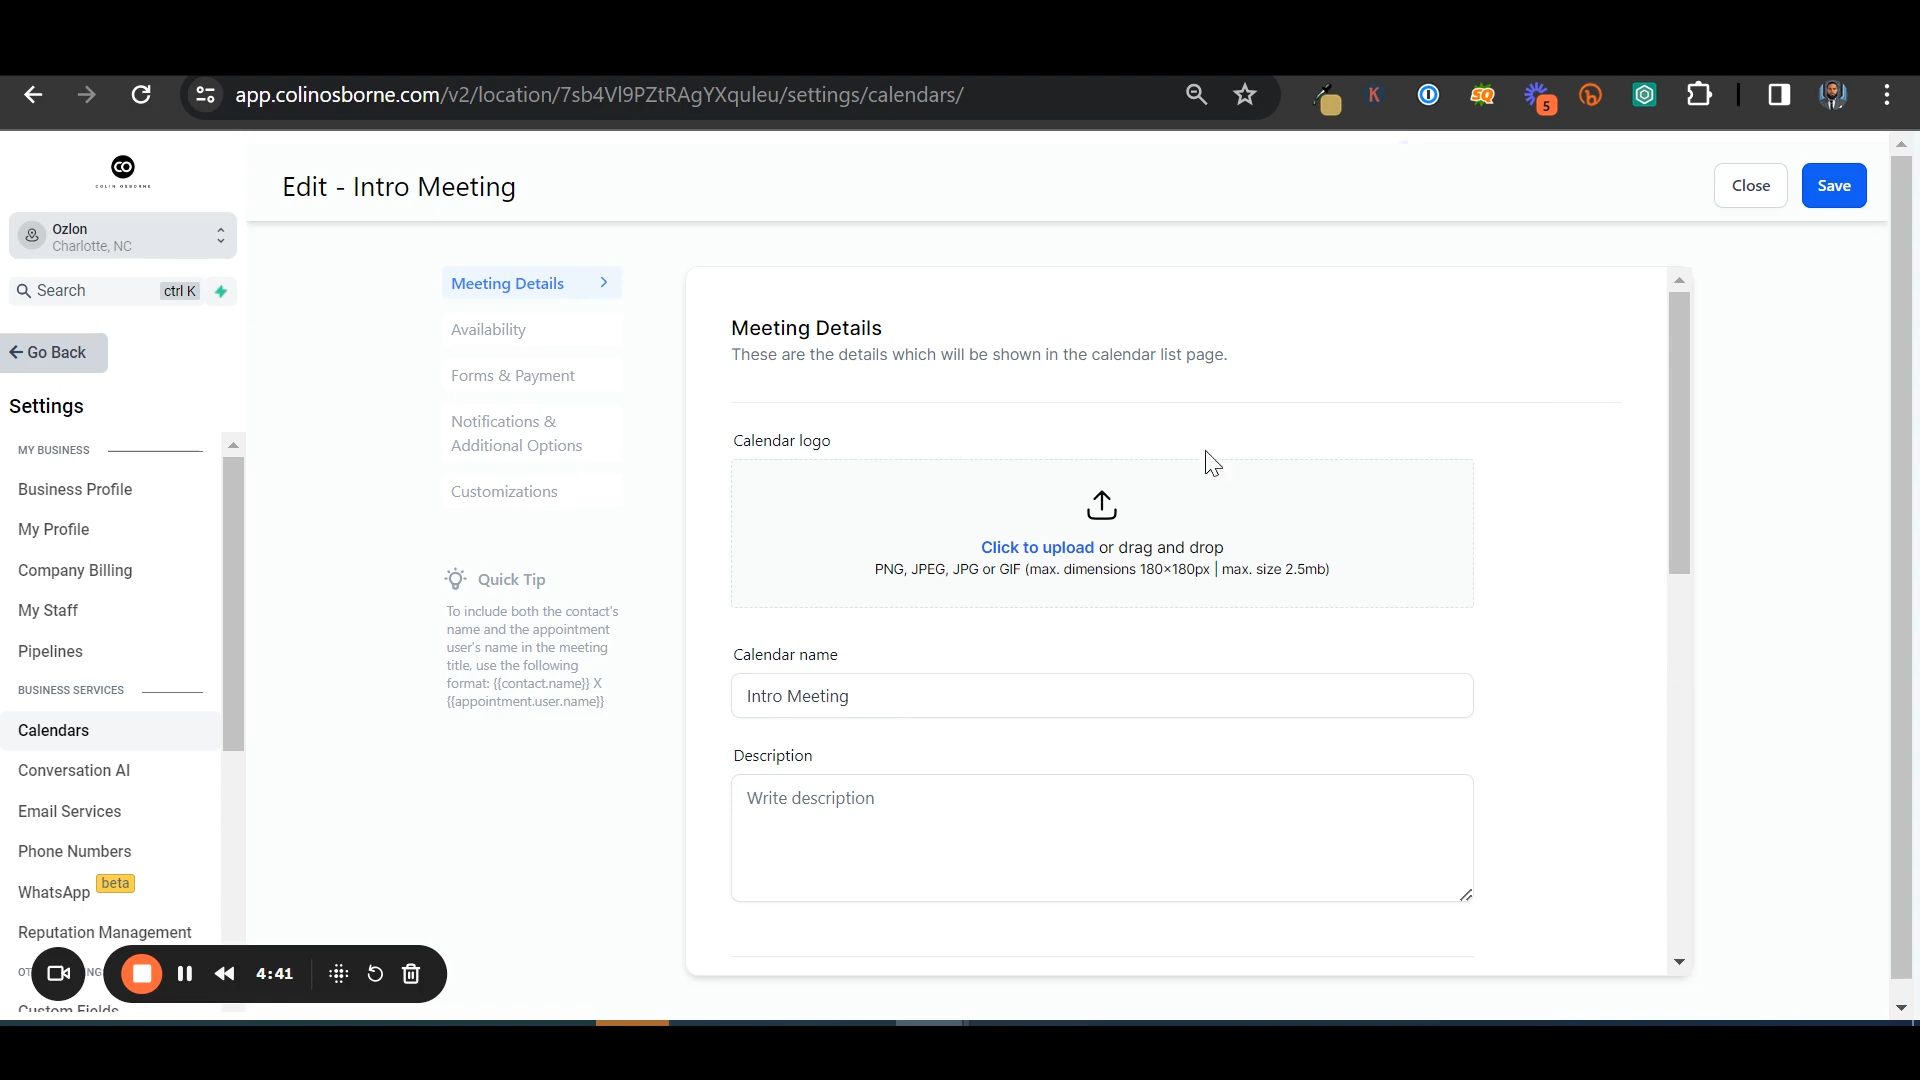 app.colinosborne.com/v2/location/7sb4Vl9PZtRAgYXquleu/settings/calendars/
K
SQ
5
CO
COLIN OSBORNE
Edit - Intro Meeting
Close
Save
Ozlon
Charlotte, NC
Search
ctrl K
Go Back
Settings
MY BUSINESS
Business Profile
My Profile
Company Billing
My Staff
Pipelines
BUSINESS SERVICES
Calendars
Conversation AI
Email Services
Phone Numbers
WhatsApp beta
Reputation Management
4:41
Custom Fields
Meeting Details
Availability
Forms & Payment
Notifications &
Additional Options
Customizations
Quick Tip
To include both the contact's
name and the appointment
user's name in the meeting
title, use the following
format: {{contact.name}} X
{{appointment.user.name}}
Meeting Details
These are the details which will be shown in the calendar list page.
Calendar logo
Click to upload or drag and drop
PNG, JPEG, JPG or GIF (max. dimensions 180×180px | max. size 2.5mb)
Calendar name
Intro Meeting
Description
Write description